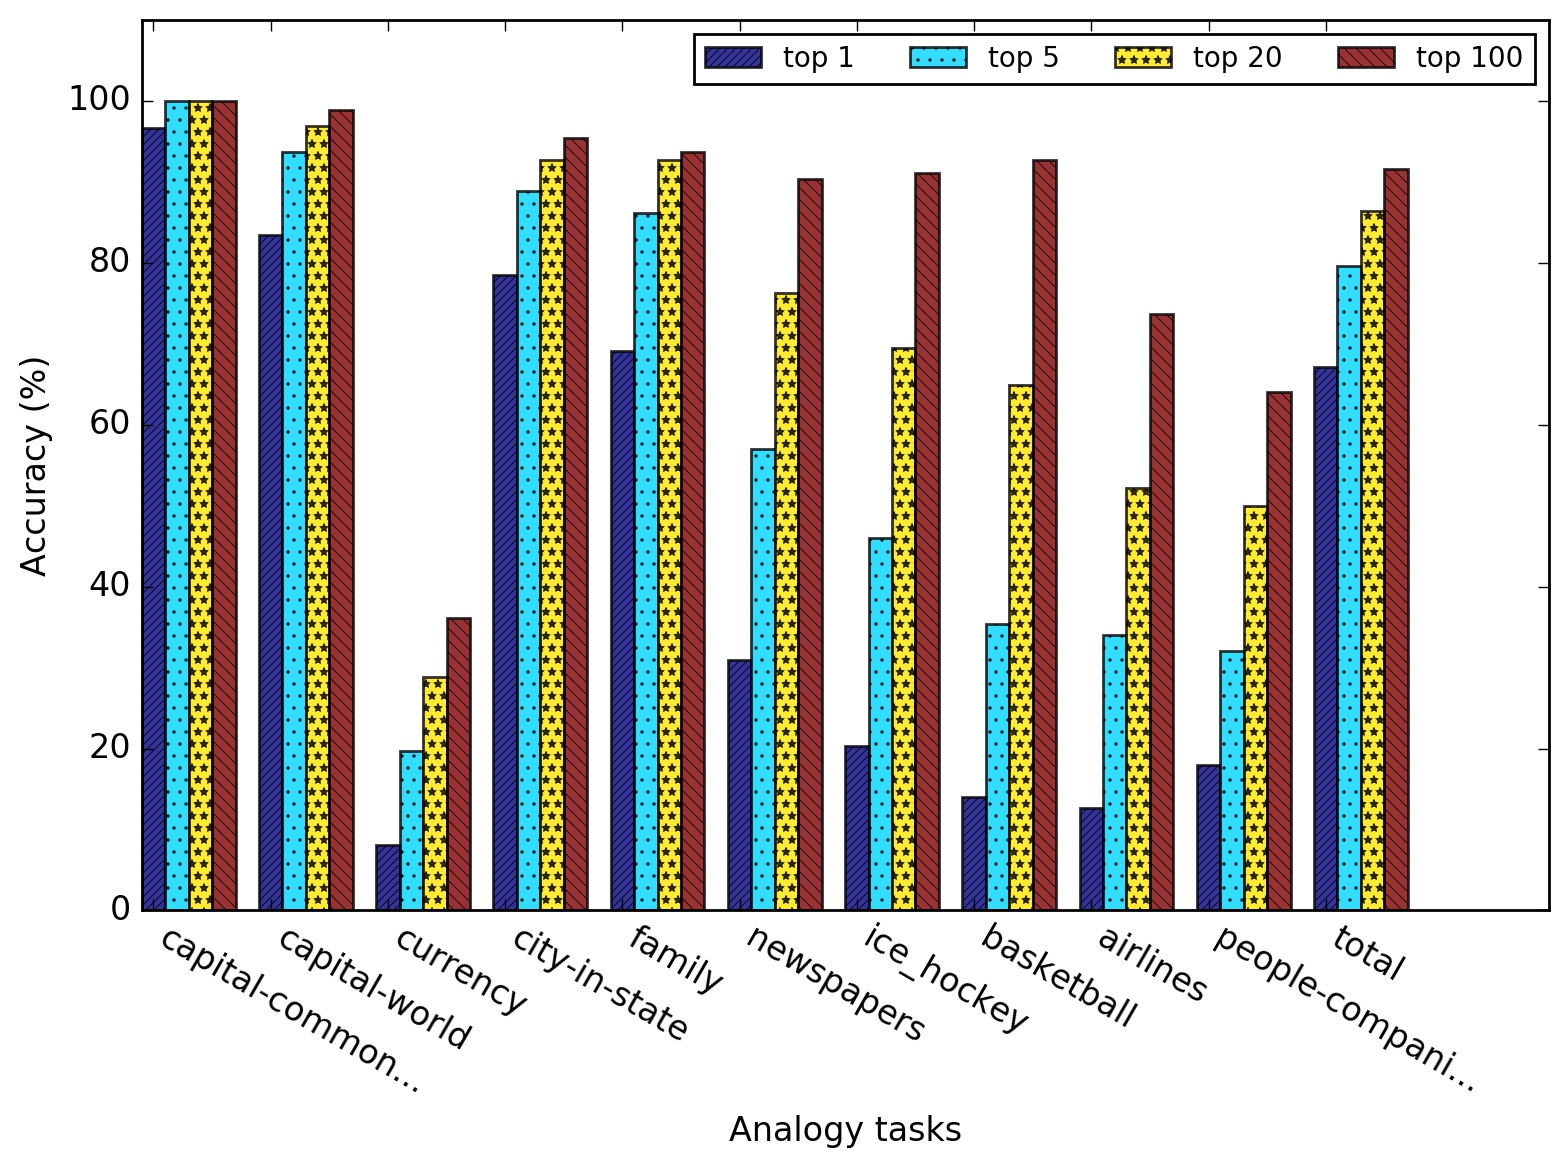 top 1 top 5 top 20 top 100
100
80
60
40
20
0
Accuracy (%)
capital-common...
capital-world
currency
city-in-state
family
newspapers
ice_hockey
basketball
airlines
people-compani...
total
Analogy tasks